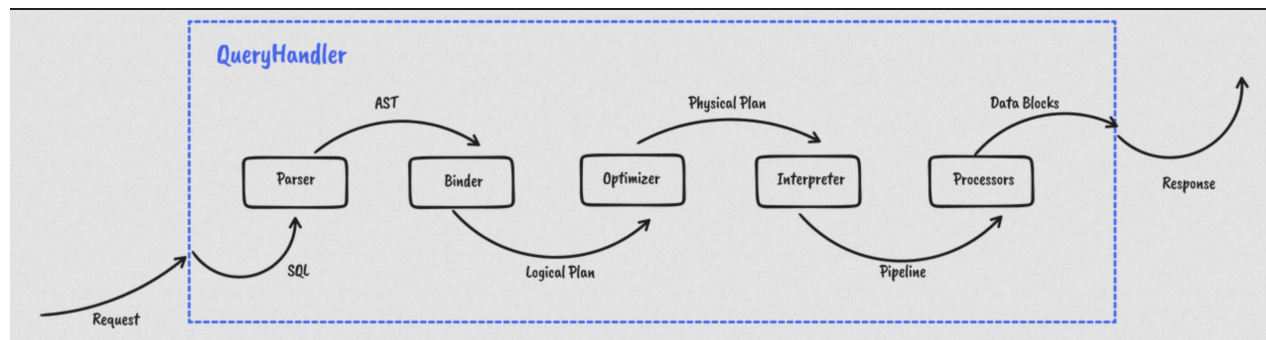 QueryHandler
AST
Physical Plan
Data Blocks
Parser
Binder
Optimizer
Interpreter
Processors
Response
SQL
Logical Plan
Pipeline
Request